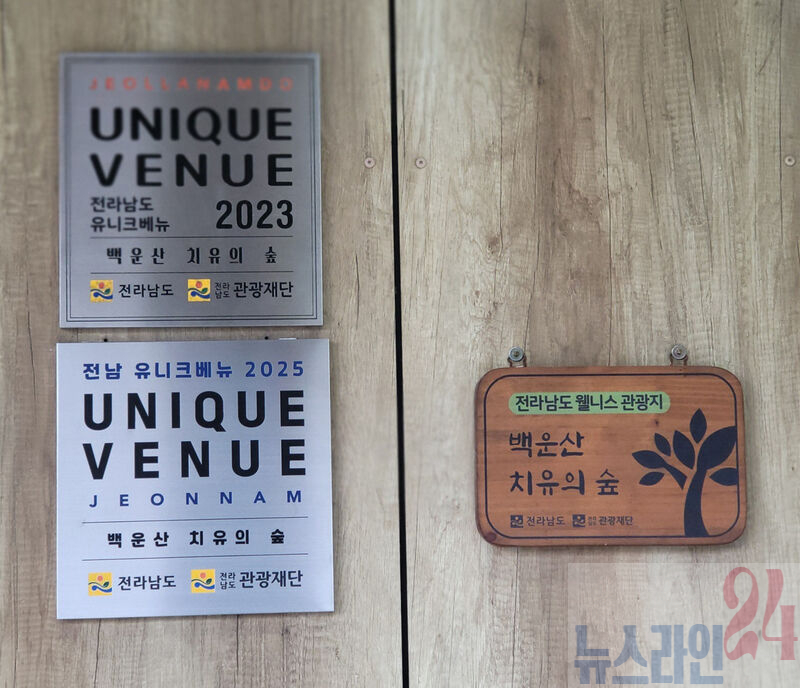 JEOLLANAMDO
UNIQUE
VENUE
전라남도
유니크베뉴 2023
백운산 치유의 숲
전라남도 전라남도 관광재단
전남 유니크베뉴 2025
UNIQUE
VENUE
JEONNAM
백운산 치유의 숲
전라남도 전라남도 관광재단
전라남도 웰니스 관광지
백운산
치유의 숲
전라남도 전라남도 관광재단
뉴스라인24